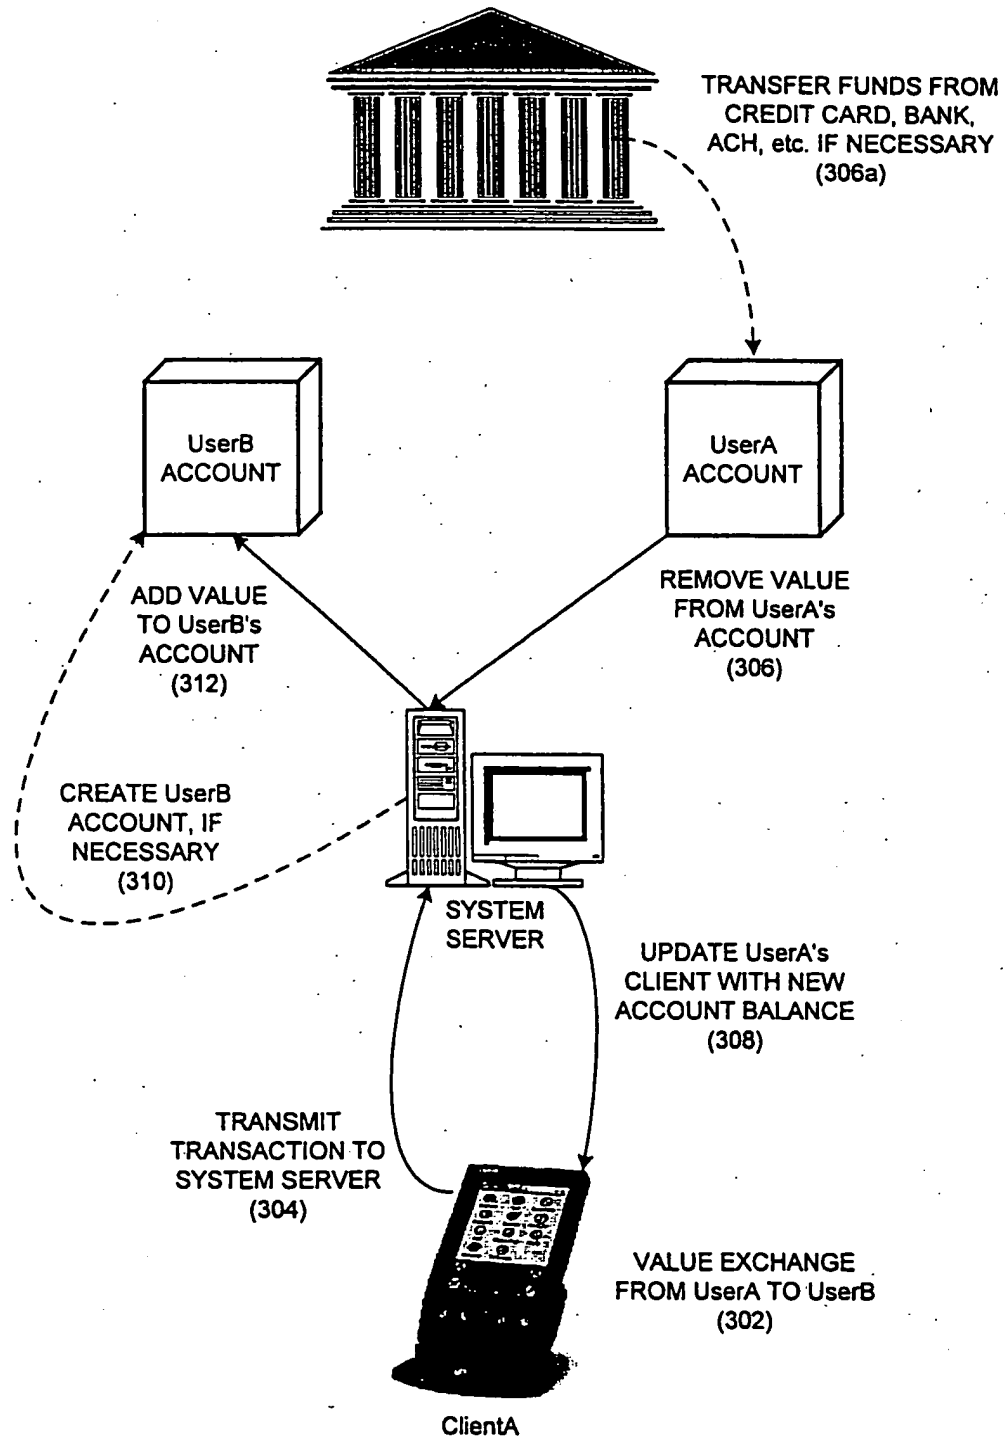 TRANSFER FUNDS FROM
CREDIT CARD, BANK,
ACH, etc. IF NECESSARY
(306a)
UserB
ACCOUNT
UserA
ACCOUNT
ADD VALUE
TO UserB's
ACCOUNT
(312)
REMOVE VALUE
FROM UserA's
ACCOUNT
(306)
CREATE UserB
ACCOUNT, IF
NECESSARY
(310)
SYSTEM
SERVER
UPDATE UserA's
CLIENT WITH NEW
ACCOUNT BALANCE
(308)
TRANSMIT
TRANSACTION TO
SYSTEM SERVER
(304)
VALUE EXCHANGE
FROM UserA TO UserB
(302)
ClientA